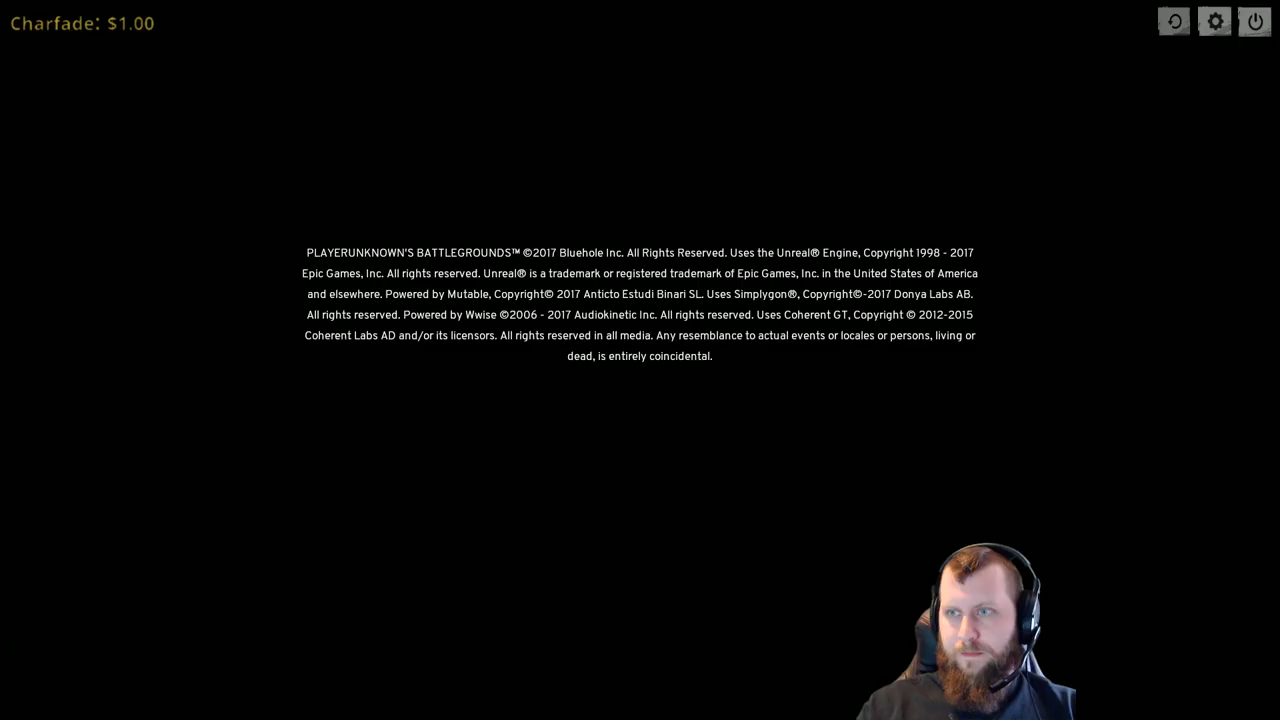 Charfade: $1.00
PLAYERUNKNOWN'S BATTLEGROUNDS™ ©2017 Bluehole Inc. All Rights Reserved. Uses the Unreal® Engine, Copyright 1998 - 2017
Epic Games, Inc. All rights reserved. Unreal® is a trademark or registered trademark of Epic Games, Inc. in the United States of America
and elsewhere. Powered by Mutable, Copyright© 2017 Anticto Estudi Binari SL. Uses Simplygon®, Copyright©-2017 Donya Labs AB.
All rights reserved. Powered by Wwise ©2006 - 2017 Audiokinetic Inc. All rights reserved. Uses Coherent GT, Copyright © 2012-2015
Coherent Labs AD and/or its licensors. All rights reserved in all media. Any resemblance to actual events or locales or persons, living or
dead, is entirely coincidental.